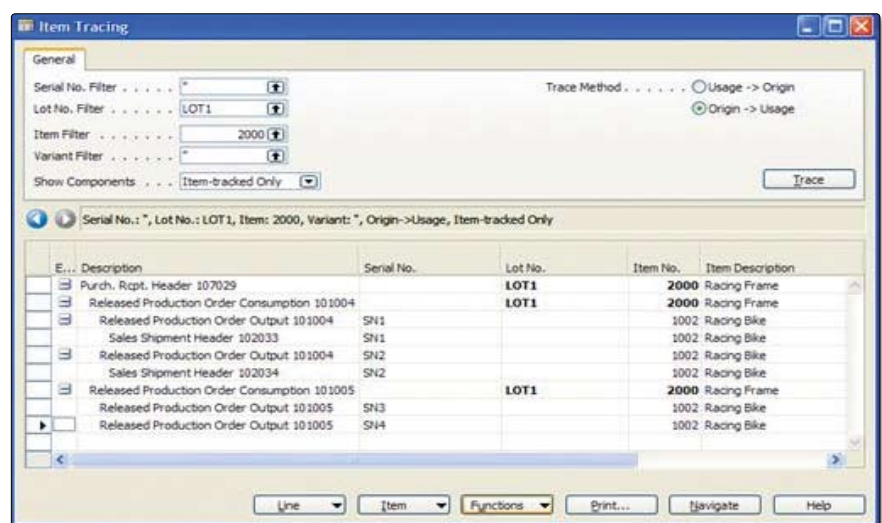 Item Tracing
General
Serial No. Filter . . . . . ''
Lot No. Filter . . . . . . LOT1
Item Filter . . . . . . . 2000
Variant Filter . . . . . . ''
Show Components . . . Item-tracked Only
Trace Method . . . . . . Usage -> Origin
Origin -> Usage
Trace
Serial No.: '', Lot No.: LOT1, Item: 2000, Variant: '', Origin->Usage, Item-tracked Only
E... Description Serial No. Lot No. Item No. Item Description
Purch. Rcpt. Header 107029 LOT1 2000 Racing Frame
Released Production Order Consumption 101004 LOT1 2000 Racing Frame
Released Production Order Output 101004 SN1 1002 Racing Bike
Sales Shipment Header 102033 SN1 1002 Racing Bike
Released Production Order Output 101004 SN2 1002 Racing Bike
Sales Shipment Header 102034 SN2 1002 Racing Bike
Released Production Order Consumption 101005 LOT1 2000 Racing Frame
Released Production Order Output 101005 SN3 1002 Racing Bike
Released Production Order Output 101005 SN4 1002 Racing Bike
Line Item Functions Print... Navigate Help